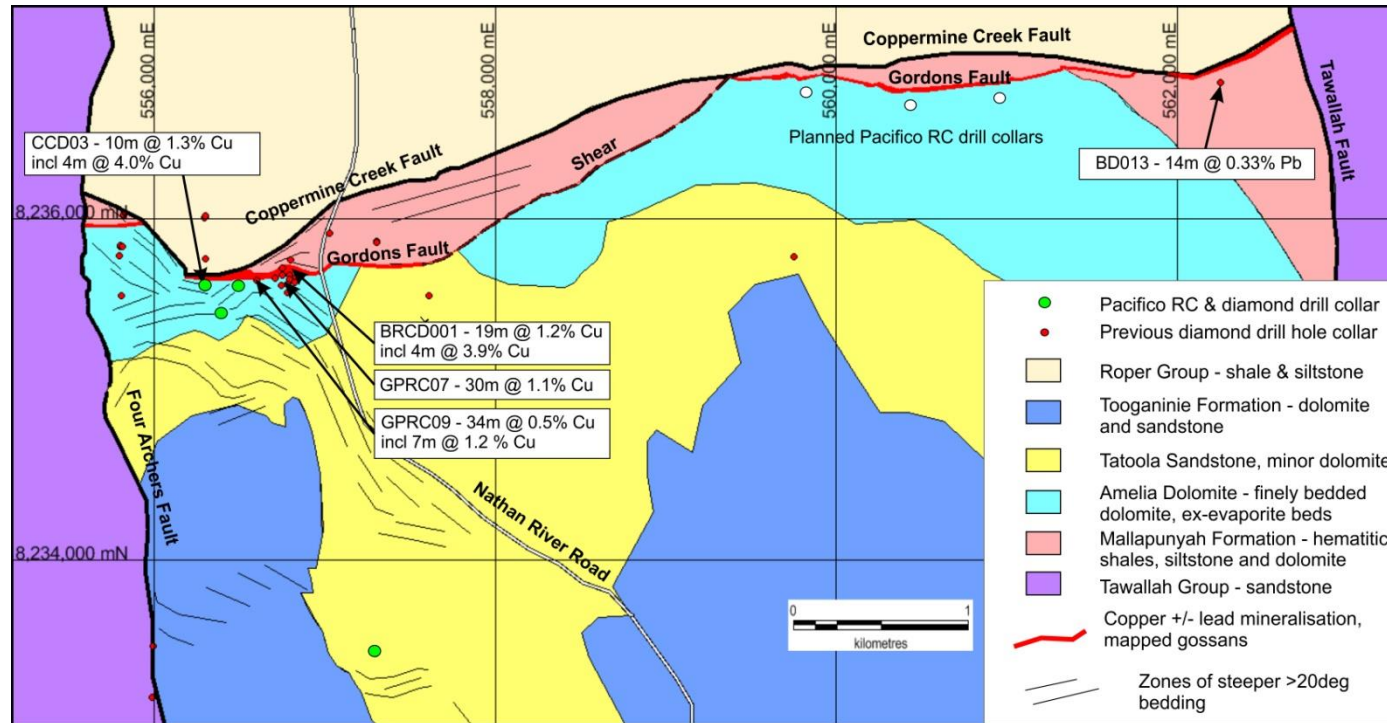 556,000 mE
558,000 mE
560,000 mE
562,000 mE
Coppermine Creek Fault
Gordons Fault
Tawallah Fault
CCD03 - 10m @ 1.3% Cu
incl 4m @ 4.0% Cu
Planned Pacifico RC drill collars
BD013 - 14m @ 0.33% Pb
Coppermine Creek Fault
Shear
8,236,000 mN
Gordons Fault
BRCD001 - 19m @ 1.2% Cu
incl 4m @ 3.9% Cu
GPRC07 - 30m @ 1.1% Cu
GPRC09 - 34m @ 0.5% Cu
incl 7m @ 1.2 % Cu
Four Archers Fault
Nathan River Road
8,234,000 mN
0 1
kilometres
Pacifico RC & diamond drill collar
Previous diamond drill hole collar
Roper Group - shale & siltstone
Tooganinie Formation - dolomite
and sandstone
Tatoola Sandstone, minor dolomite
Amelia Dolomite - finely bedded
dolomite, ex-evaporite beds
Mallapunyah Formation - hematitic
shales, siltstone and dolomite
Tawallah Group - sandstone
Copper +/- lead mineralisation,
mapped gossans
Zones of steeper >20deg
bedding